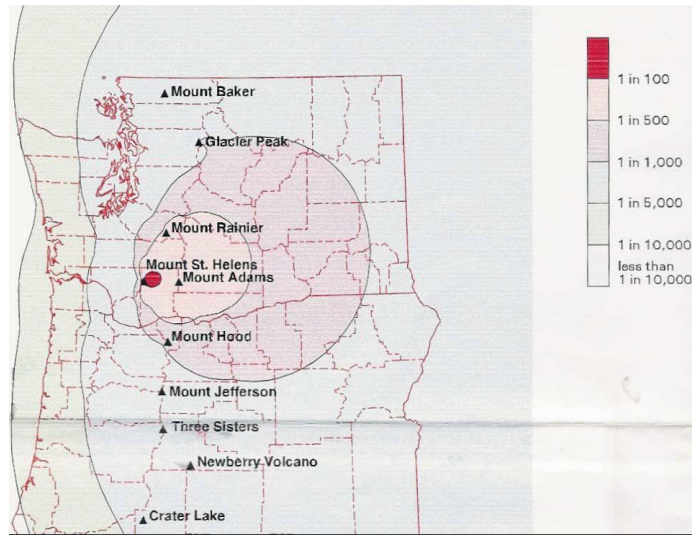 Mount Baker
Glacier Peak
Mount Rainier
Mount St. Helens
Mount Adams
Mount Hood
Mount Jefferson
Three Sisters
Newberry Volcano
Crater Lake
1 in 100
1 in 500
1 in 1,000
1 in 5,000
1 in 10,000
less than
1 in 10,000